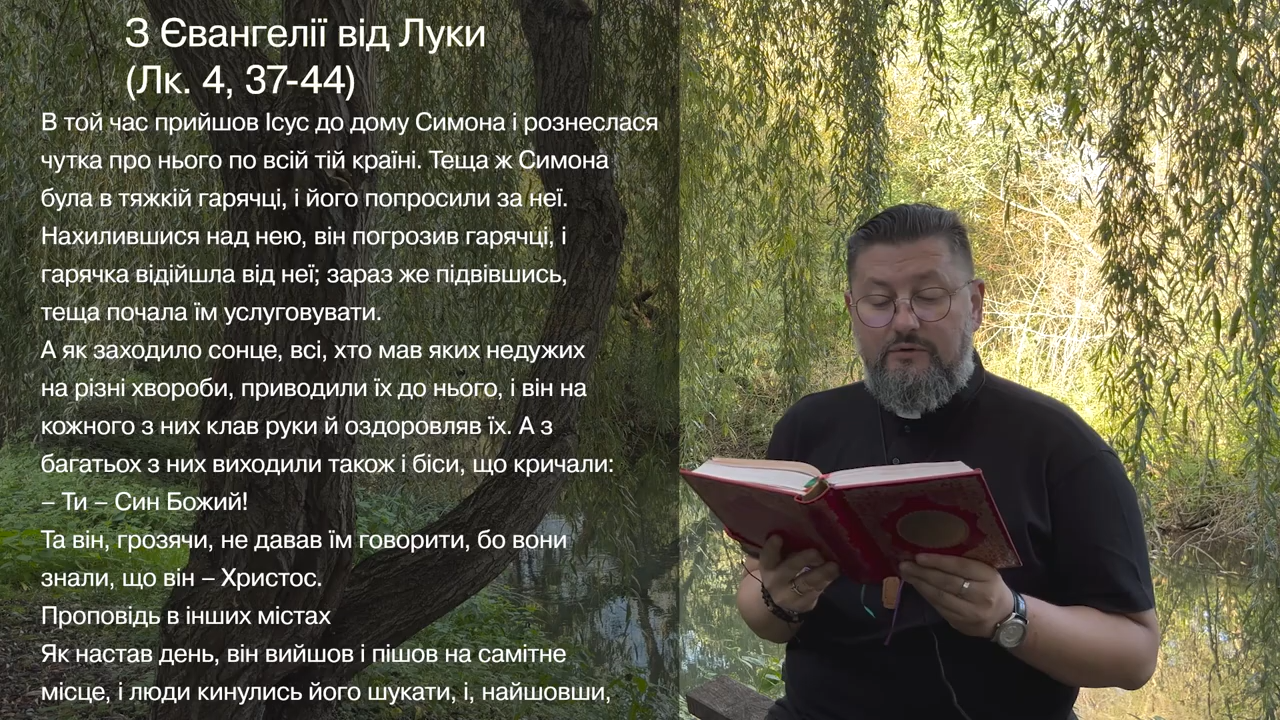 З Євангелії від Луки
(Лк. 4, 37-44)
В той час прийшов Ісус до дому Симона і рознеслася
чутка про нього по всій тій країні. Теща ж Симона
була в тяжкій гарячці, і його попросили за неї.
Нахилившися над нею, він погрозив гарячці, і
гарячка відійшла від неї; зараз же підвівшись,
теща почала їм услуговувати.
А як заходило сонце, всі, хто мав яких недужих
на різні хвороби, приводили їх до нього, і він на
кожного з них клав руки й оздоровляв їх. А з
багатьох з них виходили також і біси, що кричали:
– Ти – Син Божий!
Та він, грозячи, не давав їм говорити, бо вони
знали, що він – Христос.
Проповідь в інших містах
Як настав день, він вийшов і пішов на самітне
місце, і люди кинулись його шукати, і, найшовши,